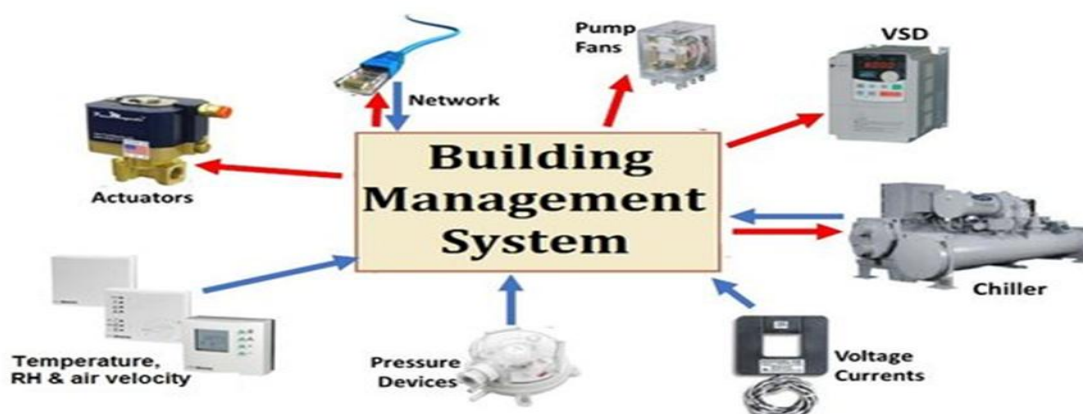 Pump
Fans
VSD
Network
Building
Management
System
Actuators
Chiller
Temperature,
RH & air velocity
Pressure
Devices
Voltage
Currents